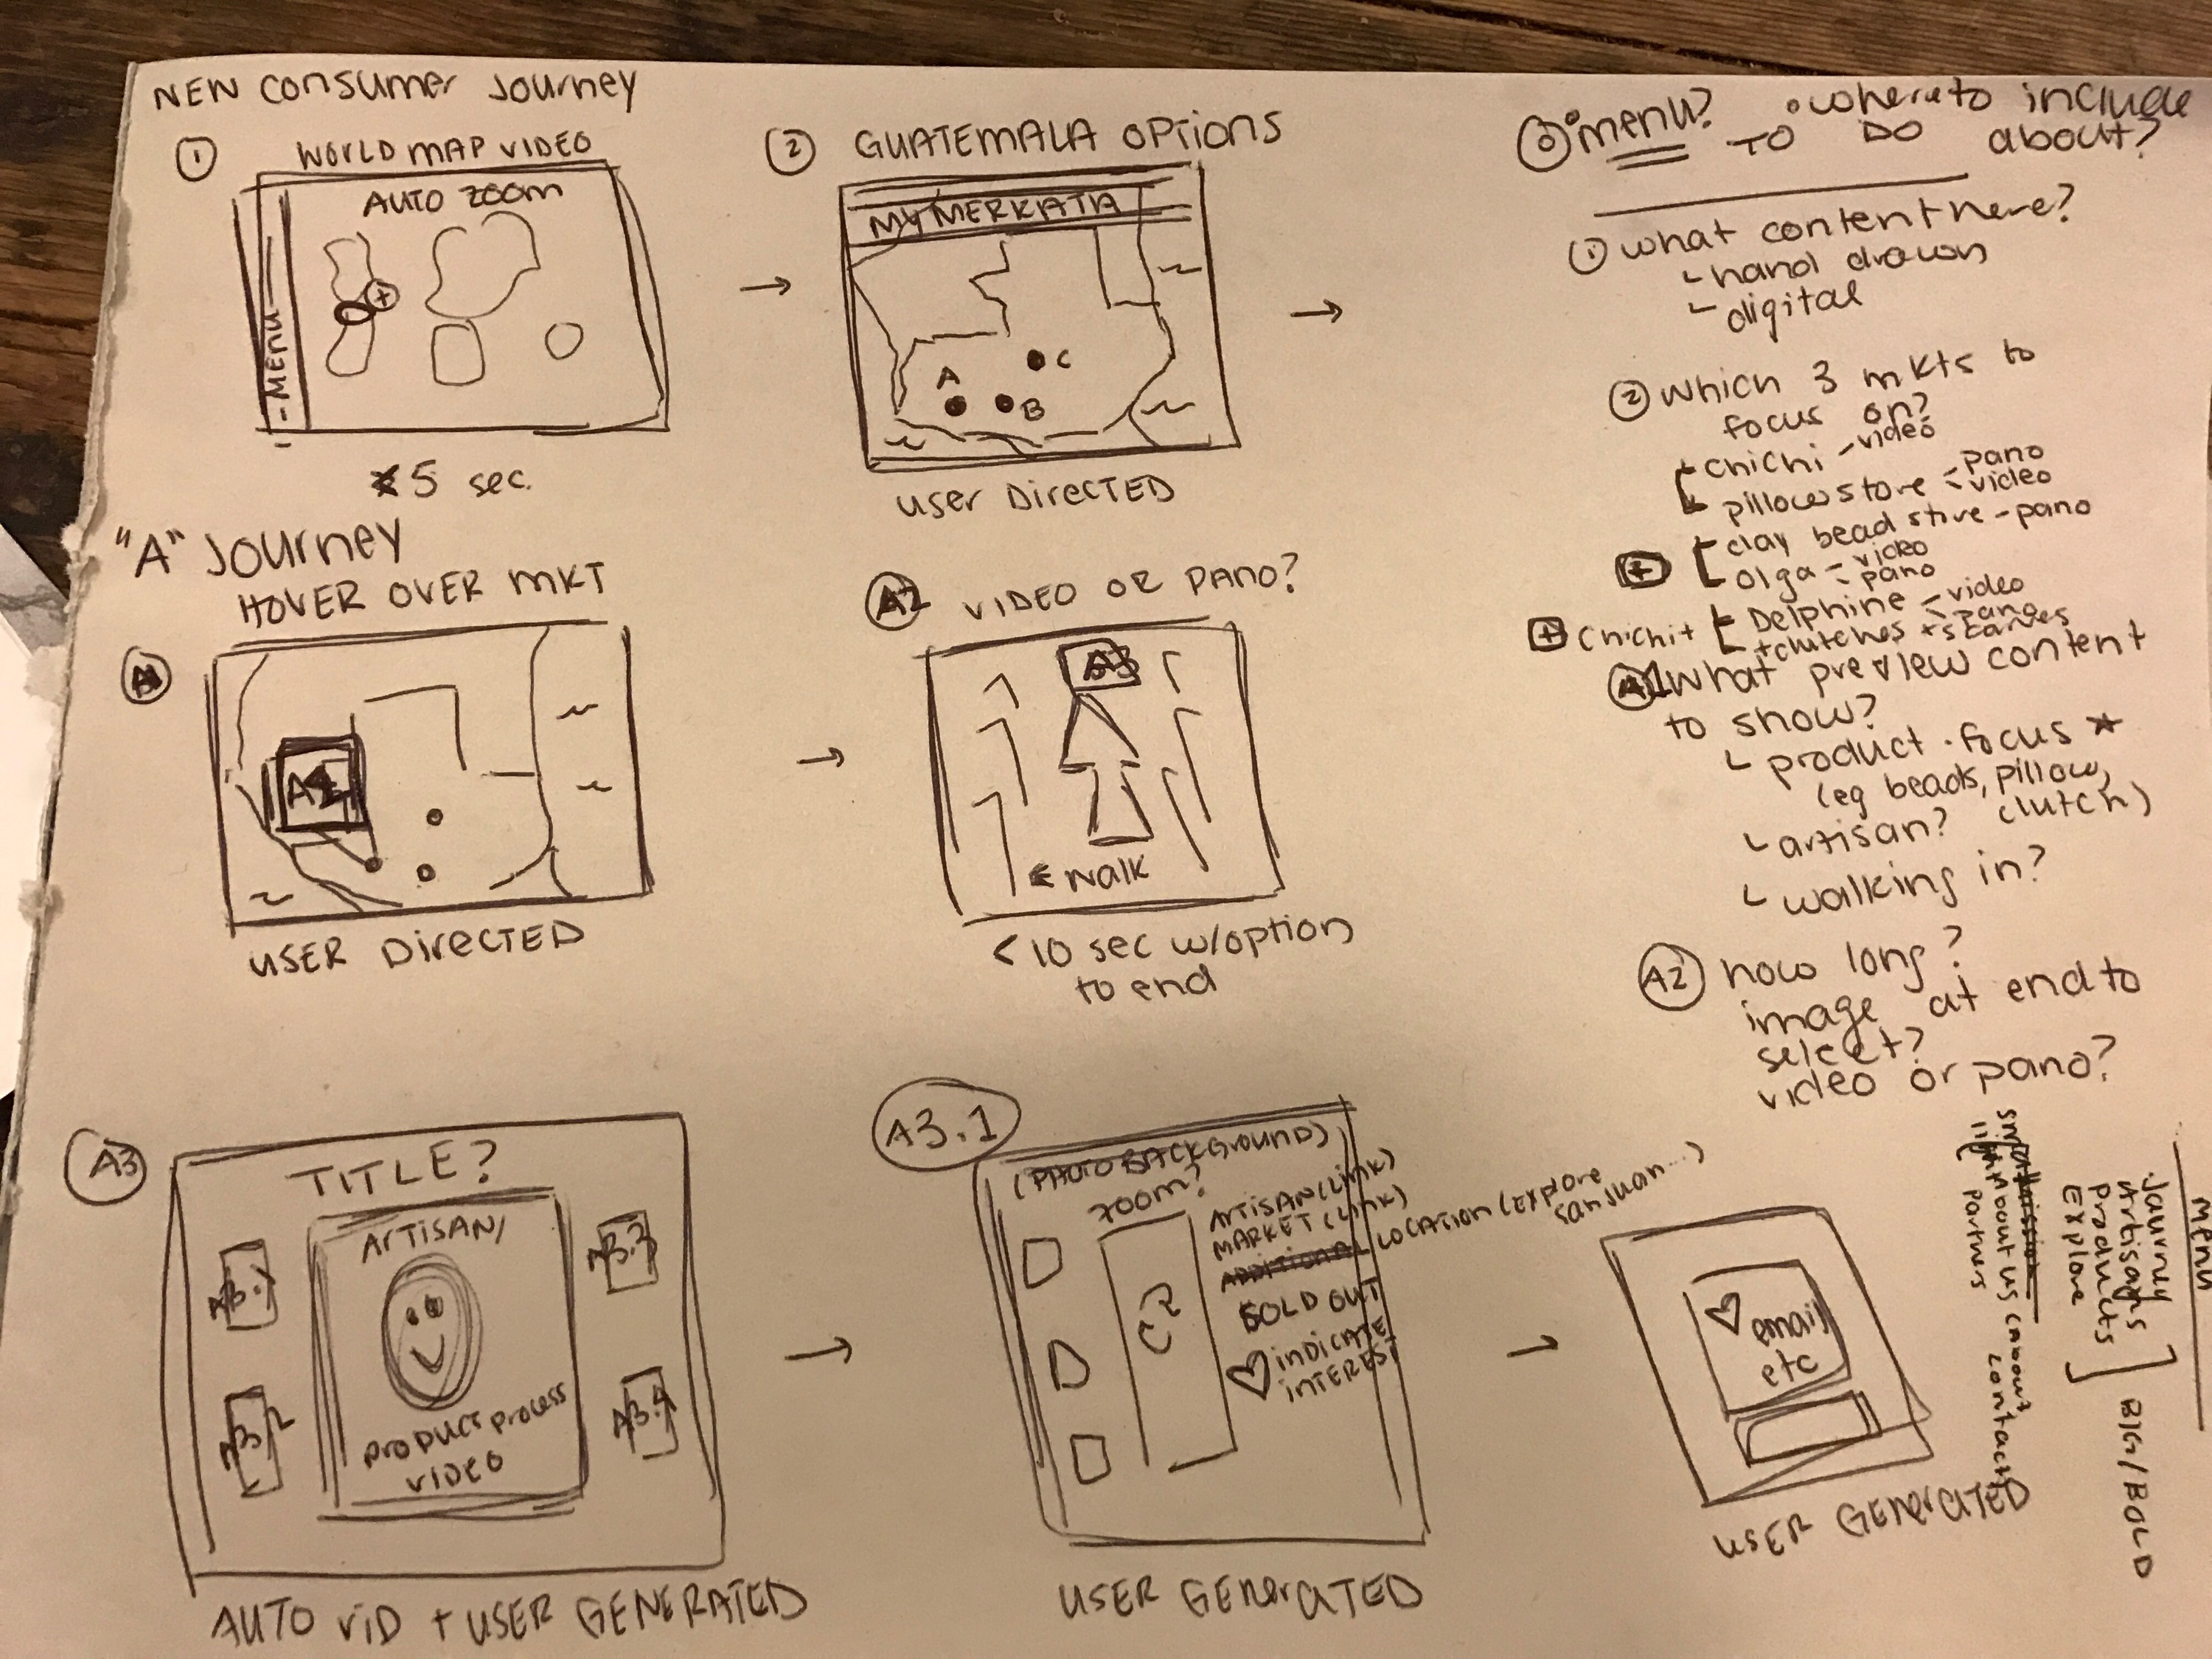 NEW CONSUMER JOURNEY
1
WORLD MAP VIDEO
AUTO ZOOM
- MENU -
5 sec.
2
GUATEMALA OPTIONS
MY MERKATA
A
B
C
USER DIRECTED
"A" JOURNEY
HOVER OVER MKT
A1
USER DIRECTED
A2
VIDEO OR PANO?
A3
WALK
< 10 sec w/option
to end
A3
TITLE?
ARTISAN/
PRODUCT process
video
A3.1
A3.2
A3.3
A3.4
AUTO VID + USER GENERATED
A3.1
(PHOTO BACKGROUND)
ZOOM?
ARTISAN (LINK)
MARKET (LINK)
ADDITIONAL LOCATION (EXPLORE
San Juan...)
SOLD OUT
INDICATE
INTEREST
USER GENERATED
email
etc
USER GENERATED
0 • menu? • where to include
TO DO about?
1 what content here?
hand drawn
digital
2 which 3 mkts to
focus on?
chichi - video
pillow store - pano
- video
clay bead store - pano
+ olga - video
- pano
+ chichi + Delphine - video
- pano
+ clutches + scarves
A1 what preview content
to show?
product focus
(eg beads, pillow,
clutch)
artisan?
walking in?
A2 how long?
image at end to
select?
video or pano?
menu
Journey
Artisans
Products
Explore
BIG/BOLD
light
about us (about
contact)
Partners